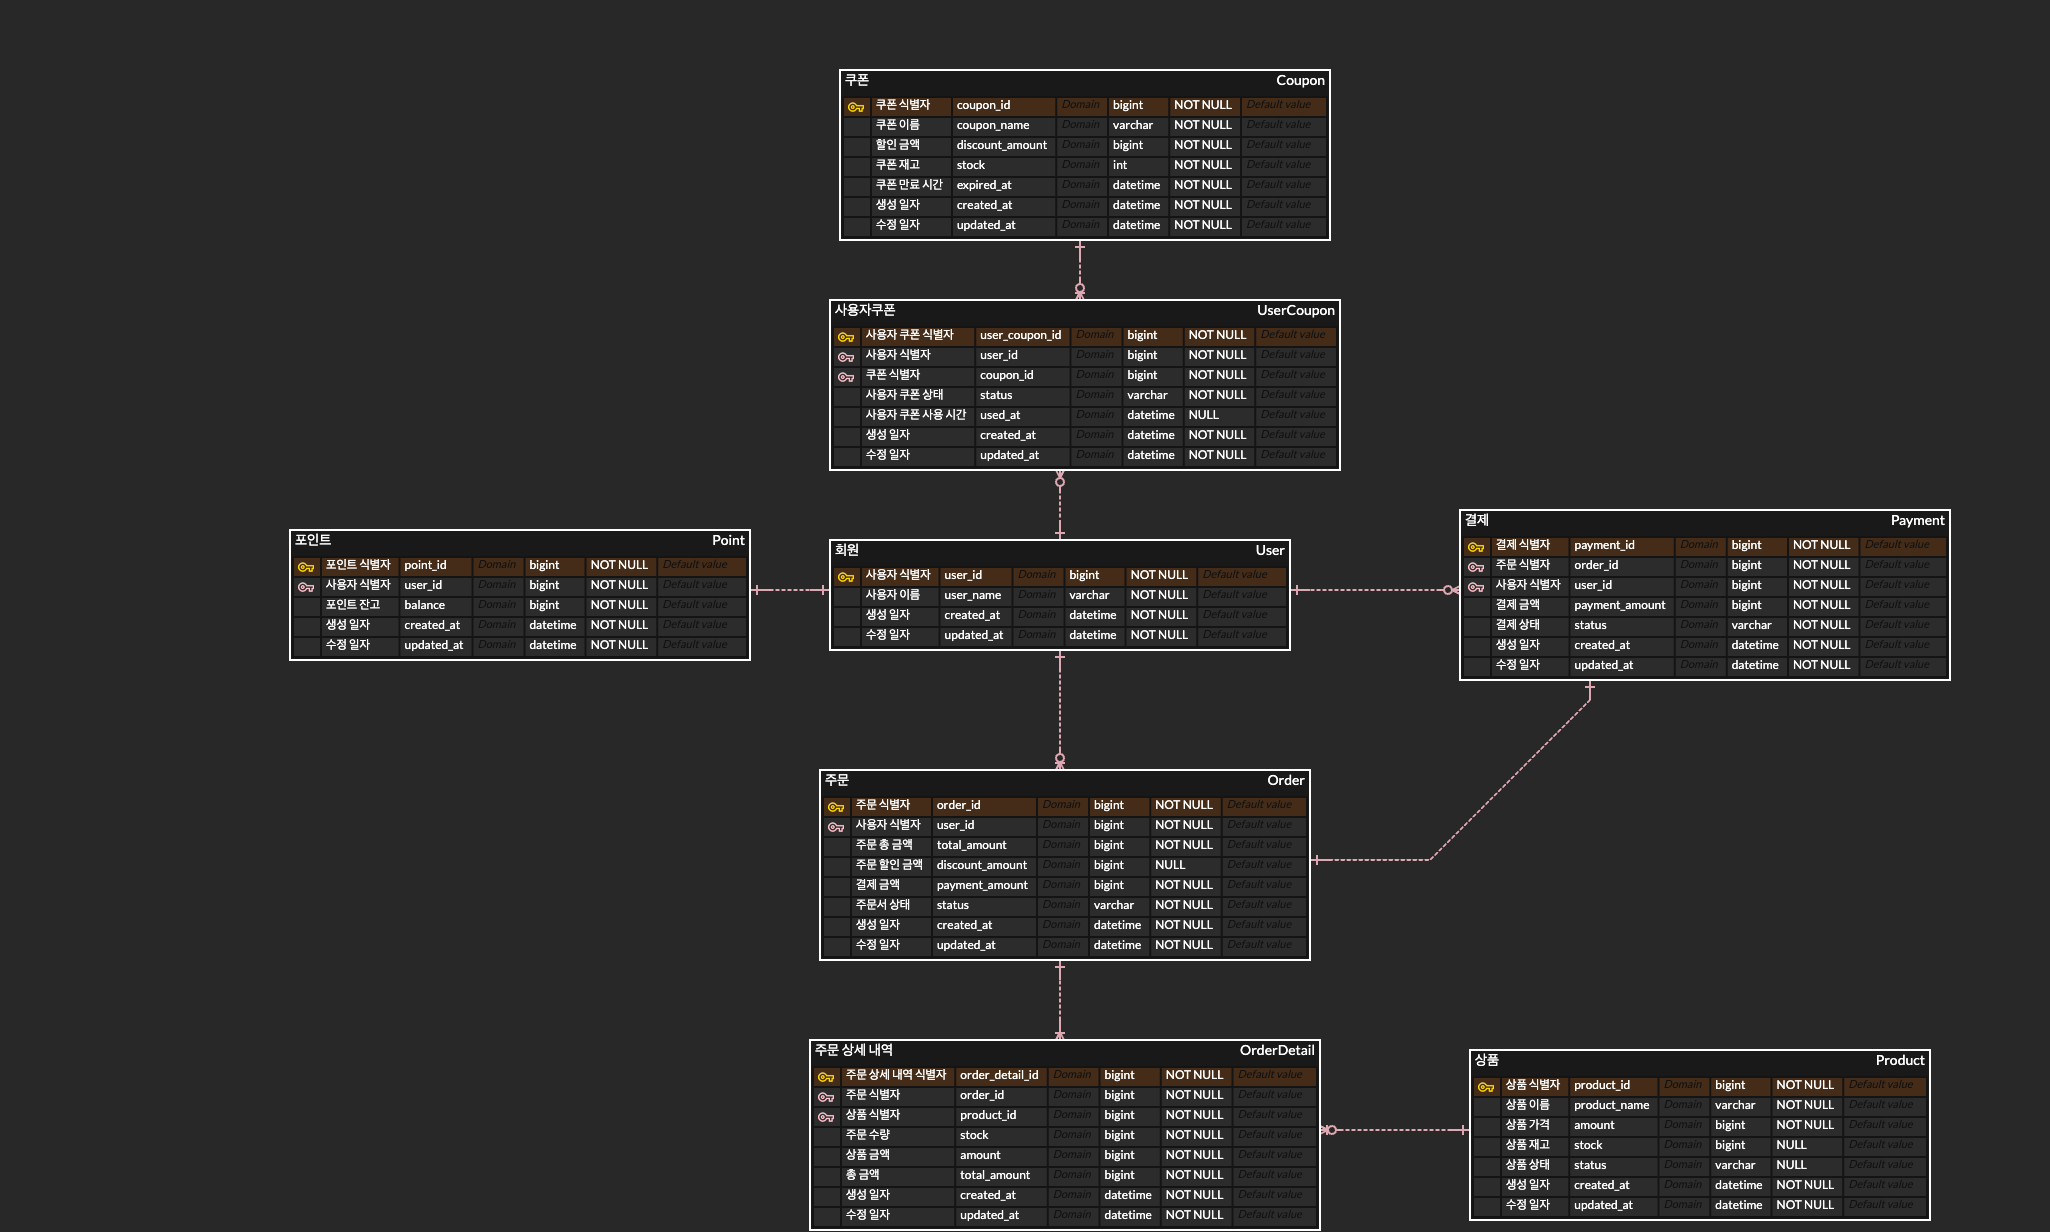 쿠폰 Coupon
쿠폰 식별자 coupon_id Domain bigint NOT NULL Default value
쿠폰 이름 coupon_name Domain varchar NOT NULL Default value
할인 금액 discount_amount Domain bigint NOT NULL Default value
쿠폰 재고 stock Domain int NOT NULL Default value
쿠폰 만료 시간 expired_at Domain datetime NOT NULL Default value
생성 일자 created_at Domain datetime NOT NULL Default value
수정 일자 updated_at Domain datetime NOT NULL Default value
사용자쿠폰 UserCoupon
사용자 쿠폰 식별자 user_coupon_id Domain bigint NOT NULL Default value
사용자 식별자 user_id Domain bigint NOT NULL Default value
쿠폰 식별자 coupon_id Domain bigint NOT NULL Default value
사용자 쿠폰 상태 status Domain varchar NOT NULL Default value
사용자 쿠폰 사용 시간 used_at Domain datetime NULL Default value
생성 일자 created_at Domain datetime NOT NULL Default value
수정 일자 updated_at Domain datetime NOT NULL Default value
포인트 Point
포인트 식별자 point_id Domain bigint NOT NULL Default value
사용자 식별자 user_id Domain bigint NOT NULL Default value
포인트 잔고 balance Domain bigint NOT NULL Default value
생성 일자 created_at Domain datetime NOT NULL Default value
수정 일자 updated_at Domain datetime NOT NULL Default value
회원 User
사용자 식별자 user_id Domain bigint NOT NULL Default value
사용자 이름 user_name Domain varchar NOT NULL Default value
생성 일자 created_at Domain datetime NOT NULL Default value
수정 일자 updated_at Domain datetime NOT NULL Default value
결제 Payment
결제 식별자 payment_id Domain bigint NOT NULL Default value
주문 식별자 order_id Domain bigint NOT NULL Default value
사용자 식별자 user_id Domain bigint NOT NULL Default value
결제 금액 payment_amount Domain bigint NOT NULL Default value
결제 상태 status Domain varchar NOT NULL Default value
생성 일자 created_at Domain datetime NOT NULL Default value
수정 일자 updated_at Domain datetime NOT NULL Default value
주문 Order
주문 식별자 order_id Domain bigint NOT NULL Default value
사용자 식별자 user_id Domain bigint NOT NULL Default value
주문 총 금액 total_amount Domain bigint NOT NULL Default value
주문 할인 금액 discount_amount Domain bigint NULL Default value
결제 금액 payment_amount Domain bigint NOT NULL Default value
주문서 상태 status Domain varchar NOT NULL Default value
생성 일자 created_at Domain datetime NOT NULL Default value
수정 일자 updated_at Domain datetime NOT NULL Default value
주문 상세 내역 OrderDetail
주문 상세 내역 식별자 order_detail_id Domain bigint NOT NULL Default value
주문 식별자 order_id Domain bigint NOT NULL Default value
상품 식별자 product_id Domain bigint NOT NULL Default value
주문 수량 stock Domain bigint NOT NULL Default value
상품 금액 amount Domain bigint NOT NULL Default value
총 금액 total_amount Domain bigint NOT NULL Default value
생성 일자 created_at Domain datetime NOT NULL Default value
수정 일자 updated_at Domain datetime NOT NULL Default value
상품 Product
상품 식별자 product_id Domain bigint NOT NULL Default value
상품 이름 product_name Domain varchar NOT NULL Default value
상품 가격 amount Domain bigint NOT NULL Default value
상품 재고 stock Domain bigint NULL Default value
상품 상태 status Domain varchar NULL Default value
생성 일자 created_at Domain datetime NOT NULL Default value
수정 일자 updated_at Domain datetime NOT NULL Default value